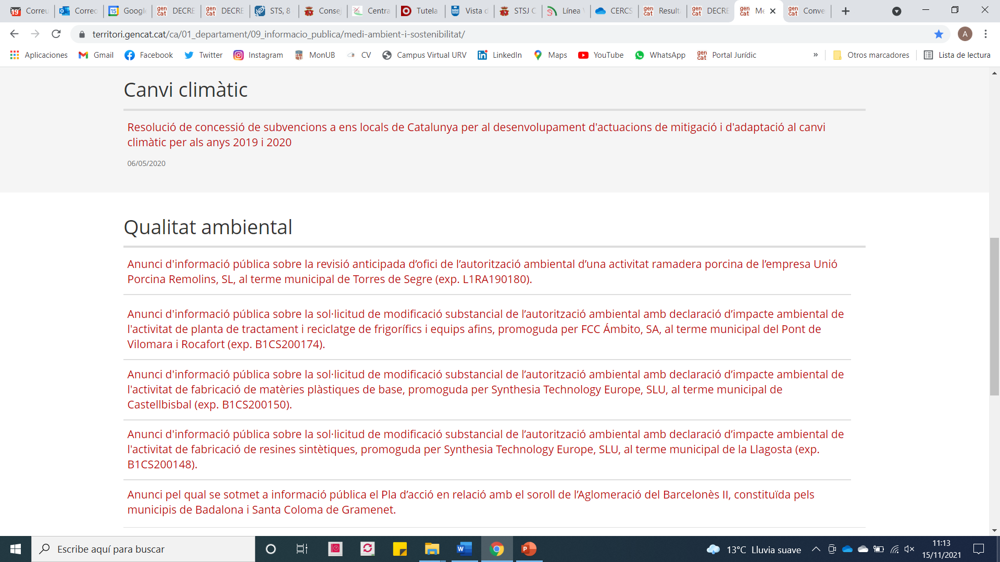 Correu
Correo
Google
DECRE
DECRE
STS, 8
Consej
Centra
Tutela
Vista d
STSJ C
Línea
CERCS
Result
DECRE
Me
Conve
territori.gencat.cat/ca/01_departament/09_informacio_publica/medi-ambient-i-sostenibilitat/
A
Aplicaciones
Gmail
Facebook
Twitter
Instagram
MonUB
CV
Campus Virtual URV
LinkedIn
Maps
YouTube
WhatsApp
Portal Jurídic
»
Otros marcadores
Lista de lectura
Canvi climàtic
Resolució de concessió de subvencions a ens locals de Catalunya per al desenvolupament d'actuacions de mitigació i d'adaptació al canvi
climàtic per als anys 2019 i 2020
06/05/2020
Qualitat ambiental
Anunci d'informació pública sobre la revisió anticipada d’ofici de l’autorització ambiental d’una activitat ramadera porcina de l’empresa Unió
Porcina Remolins, SL, al terme municipal de Torres de Segre (exp. L1RA190180).
Anunci d'informació pública sobre la sol·licitud de modificació substancial de l’autorització ambiental amb declaració d’impacte ambiental de
l'activitat de planta de tractament i reciclatge de frigorífics i equips afins, promoguda per FCC Ámbito, SA, al terme municipal del Pont de
Vilomara i Rocafort (exp. B1CS200174).
Anunci d'informació pública sobre la sol·licitud de modificació substancial de l’autorització ambiental amb declaració d’impacte ambiental de
l'activitat de fabricació de matèries plàstiques de base, promoguda per Synthesia Technology Europe, SLU, al terme municipal de
Castellbisbal (exp. B1CS200150).
Anunci d'informació pública sobre la sol·licitud de modificació substancial de l’autorització ambiental amb declaració d’impacte ambiental de
l'activitat de fabricació de resines sintètiques, promoguda per Synthesia Technology Europe, SLU, al terme municipal de la Llagosta (exp.
B1CS200148).
Anunci pel qual se sotmet a informació pública el Pla d’acció en relació amb el soroll de l’Aglomeració del Barcelonès II, constituïda pels
municipis de Badalona i Santa Coloma de Gramenet.
Escribe aquí para buscar
13°C Lluvia suave
11:13
15/11/2021